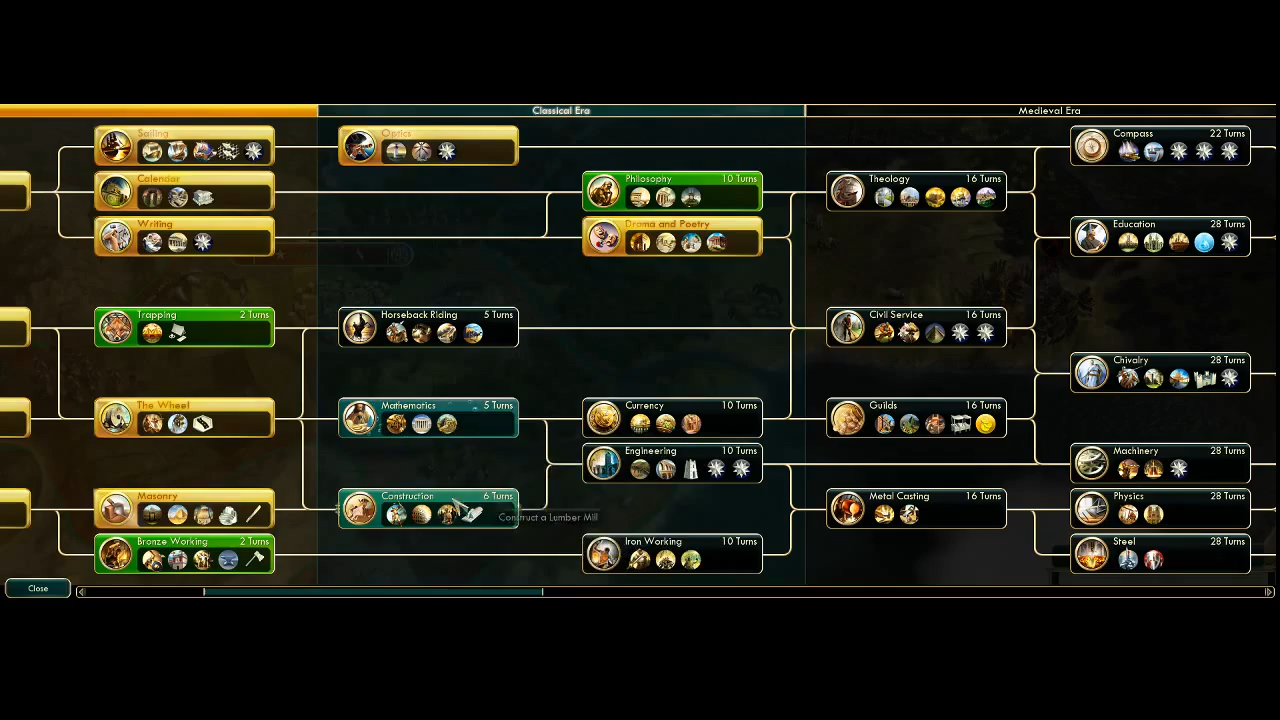 Classical Era
Medieval Era
Sailing
Optics
Compass 22 Turns
Calendar
Philosophy 10 Turns
Theology 16 Turns
Writing
Drama and Poetry
Education 28 Turns
Trapping 2 Turns
Horseback Riding 5 Turns
Civil Service 16 Turns
Chivalry 28 Turns
The Wheel
Mathematics 5 Turns
Currency 10 Turns
Guilds 16 Turns
Engineering 10 Turns
Machinery 28 Turns
Masonry
Construction 6 Turns
Metal Casting 16 Turns
Physics 28 Turns
Construct a Lumber Mill
Bronze Working 2 Turns
Iron Working 10 Turns
Steel 28 Turns
Close